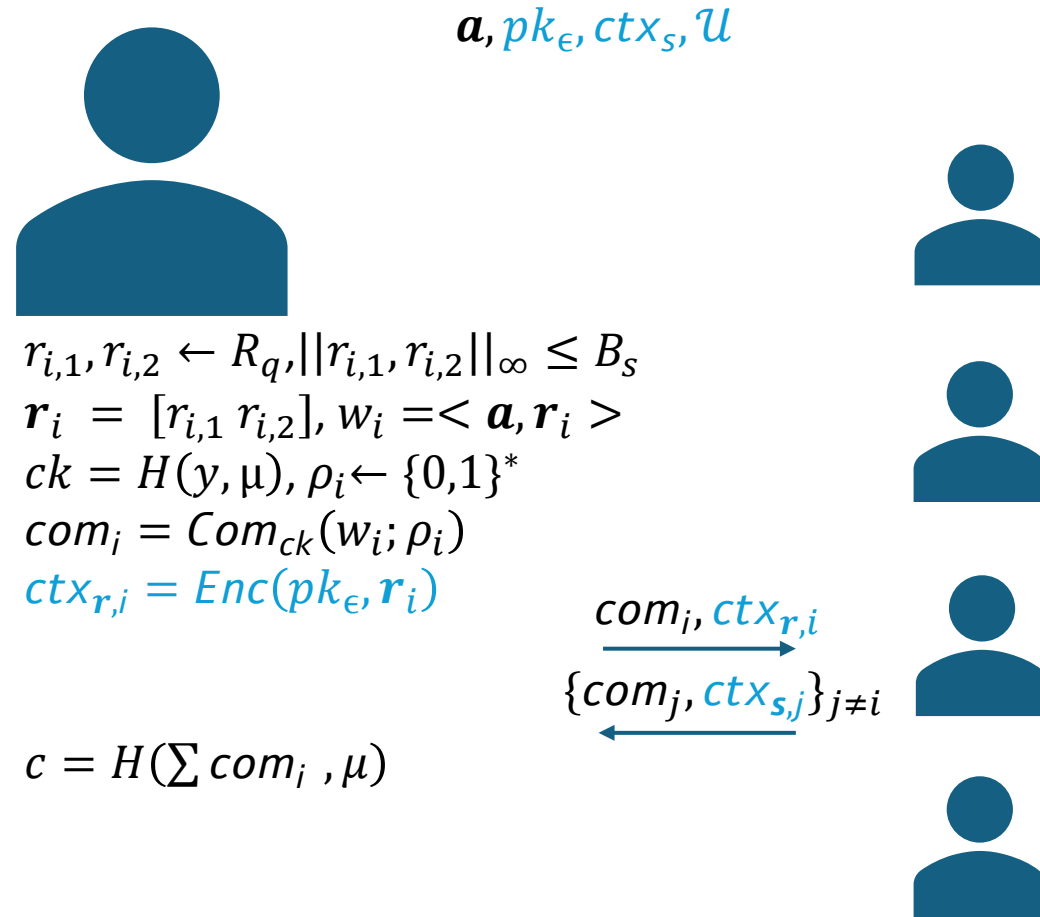 𝒂, pk_ϵ, ctx_s, 𝒰
r_{i,1}, r_{i,2} ← R_q, ||r_{i,1}, r_{i,2}||_∞ ≤ B_s
𝒓_i = [r_{i,1} r_{i,2}], w_i =< 𝒂, 𝒓_i >
ck = H(y, μ), ρ_i ← {0,1}^*
com_i = Com_{ck}(w_i; ρ_i)
ctx_{𝒓,i} = Enc(pk_ϵ, 𝒓_i)
com_i, ctx_{𝒓,i}
{com_j, ctx_{𝒔,j}}_{j≠i}
c = H(∑ com_i , μ)